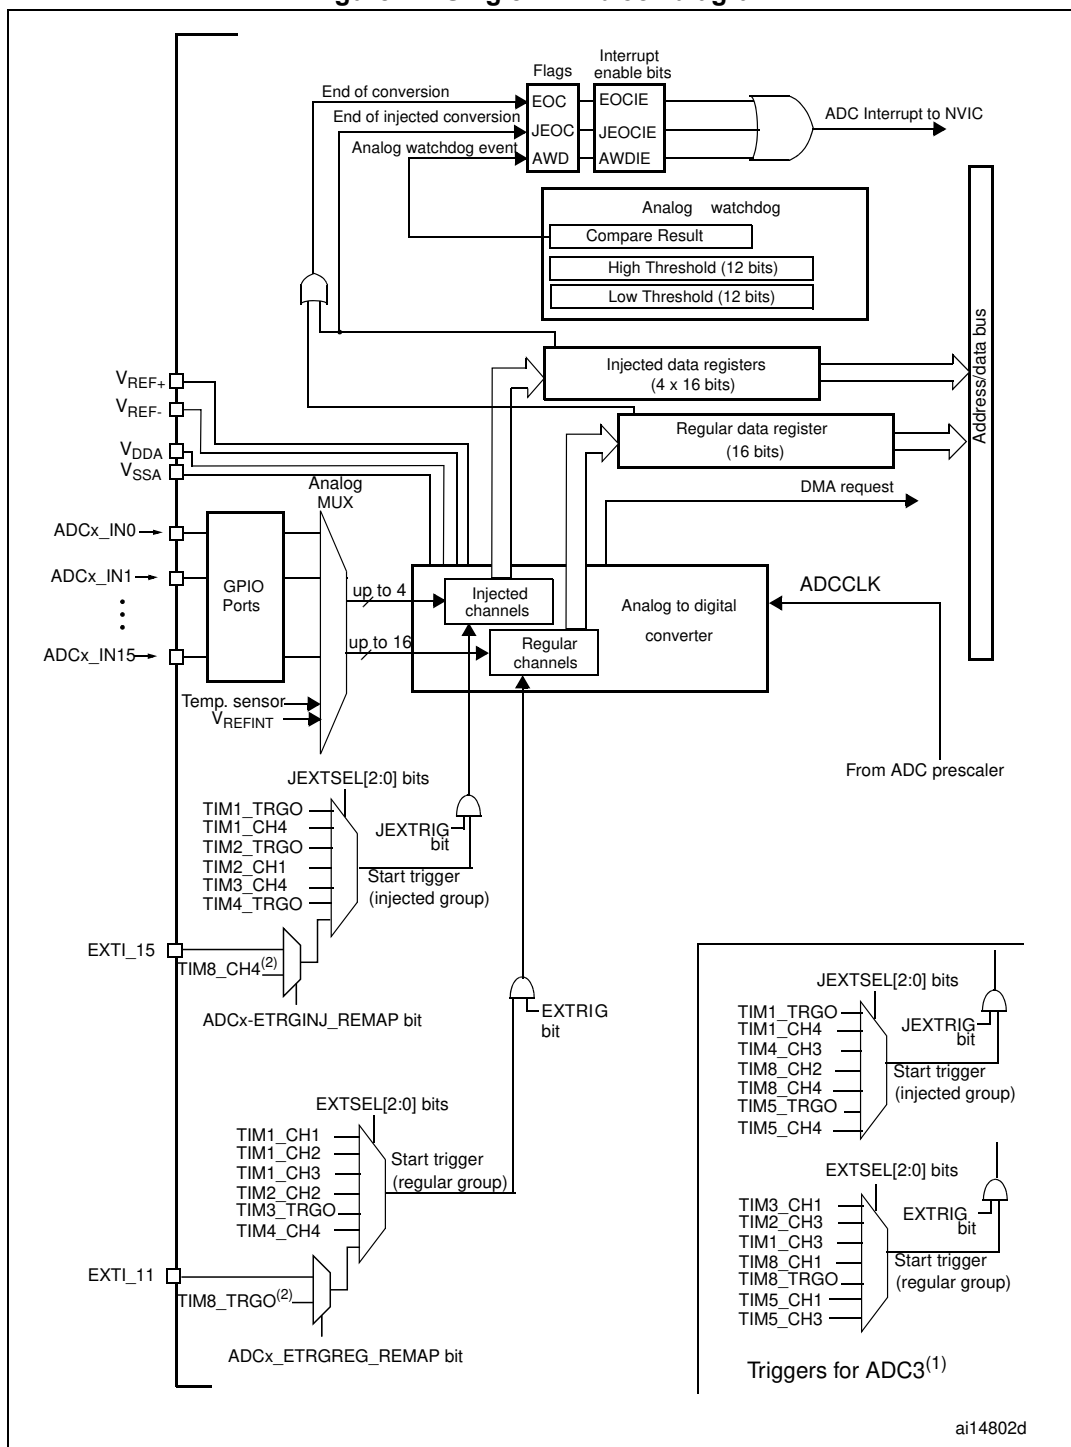 Flags
Interrupt
enable bits
End of conversion
EOC
EOCIE
End of injected conversion
JEOC
JEOCIE
Analog watchdog event
AWD
AWDIE
ADC Interrupt to NVIC
Analog watchdog
Compare Result
High Threshold (12 bits)
Low Threshold (12 bits)
Address/data bus
Injected data registers
(4 x 16 bits)
Regular data register
(16 bits)
DMA request
VREF+
VREF-
VDDA
VSSA
Analog
MUX
ADCx_IN0
ADCx_IN1
ADCx_IN15
GPIO
Ports
up to 4
up to 16
Injected
channels
Regular
channels
Analog to digital
converter
ADCCLK
Temp. sensor
VREFINT
From ADC prescaler
JEXTSEL[2:0] bits
TIM1_TRGO
TIM1_CH4
TIM2_TRGO
TIM2_CH1
TIM3_CH4
TIM4_TRGO
JEXTRIG
bit
Start trigger
(injected group)
EXTI_15
TIM8_CH4(2)
ADCx-ETRGINJ_REMAP bit
EXTRIG
bit
EXTSEL[2:0] bits
TIM1_CH1
TIM1_CH2
TIM1_CH3
TIM2_CH2
TIM3_TRGO
TIM4_CH4
Start trigger
(regular group)
EXTI_11
TIM8_TRGO(2)
ADCx_ETRGREG_REMAP bit
JEXTSEL[2:0] bits
TIM1_TRGO
TIM1_CH4
TIM4_CH3
TIM8_CH2
TIM8_CH4
TIM5_TRGO
TIM5_CH4
JEXTRIG
bit
Start trigger
(injected group)
EXTSEL[2:0] bits
TIM3_CH1
TIM2_CH3
TIM1_CH3
TIM8_CH1
TIM8_TRGO
TIM5_CH1
TIM5_CH3
EXTRIG
bit
Start trigger
(regular group)
Triggers for ADC3(1)
ai14802d